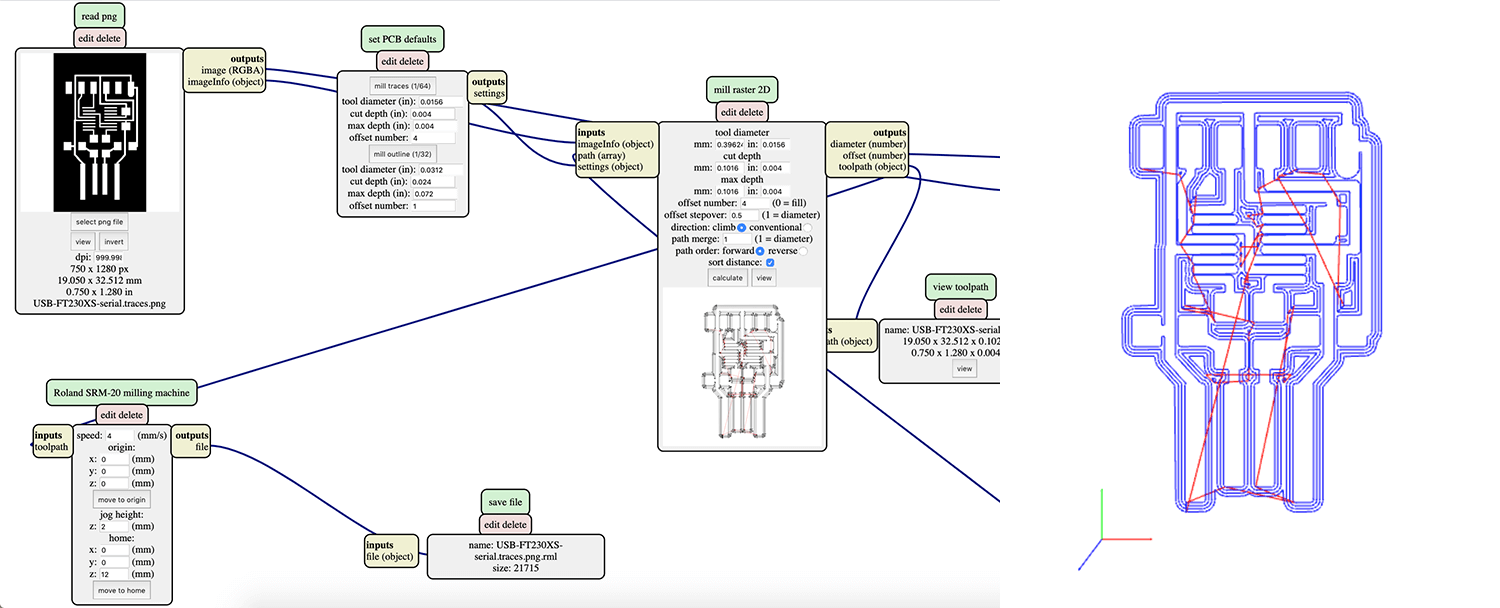 read png
edit delete
outputs
image (RGBA)
imageInfo (object)
select png file
view invert
dpi: 999.99
750 x 1280 px
19.050 x 32.512 mm
0.750 x 1.280 in
USB-FT230XS-serial.traces.png
set PCB defaults
edit delete
mill traces (1/64)
tool diameter (in): 0.0156
cut depth (in): 0.004
max depth (in): 0.004
offset number: 4
mill outline (1/32)
tool diameter (in): 0.0312
cut depth (in): 0.024
max depth (in): 0.072
offset number: 1
outputs
settings
mill raster 2D
edit delete
inputs
imageInfo (object)
path (array)
settings (object)
tool diameter
mm: 0.3962 in: 0.0156
cut depth
mm: 0.1016 in: 0.004
max depth
mm: 0.1016 in: 0.004
offset number: 4 (0 = fill)
offset stepover: 0.5 (1 = diameter)
direction: climb conventional
path merge: 1 (1 = diameter)
path order: forward reverse
sort distance:
calculate view
outputs
diameter (number)
offset (number)
toolpath (object)
view toolpath
edit delete
ts
ath (object)
name: USB-FT230XS-serial
19.050 x 32.512 x 0.102
0.750 x 1.280 x 0.004
view
Roland SRM-20 milling machine
edit delete
inputs
toolpath
speed: 4 (mm/s)
origin:
x: 0 (mm)
y: 0 (mm)
z: 0 (mm)
move to origin
jog height:
z: 2 (mm)
home:
x: 0 (mm)
y: 0 (mm)
z: 12 (mm)
move to home
outputs
file
save file
edit delete
inputs
file (object)
name: USB-FT230XS-
serial.traces.png.rml
size: 21715